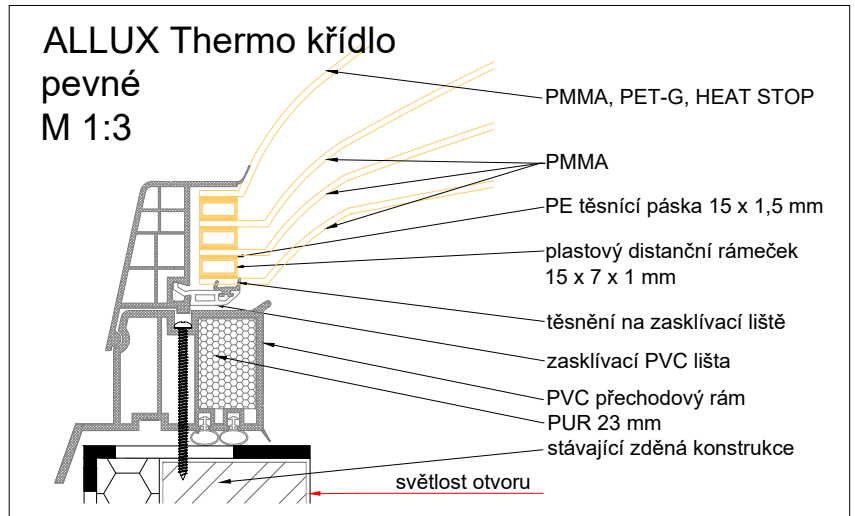 ALLUX Thermo křídlo
pevné
M 1:3
PMMA, PET-G, HEAT STOP
PMMA
PE těsnící páska 15 x 1,5 mm
plastový distanční rámeček
15 x 7 x 1 mm
těsnění na zasklívací liště
zasklívací PVC lišta
PVC přechodový rám
PUR 23 mm
stávající zděná konstrukce
světlost otvoru